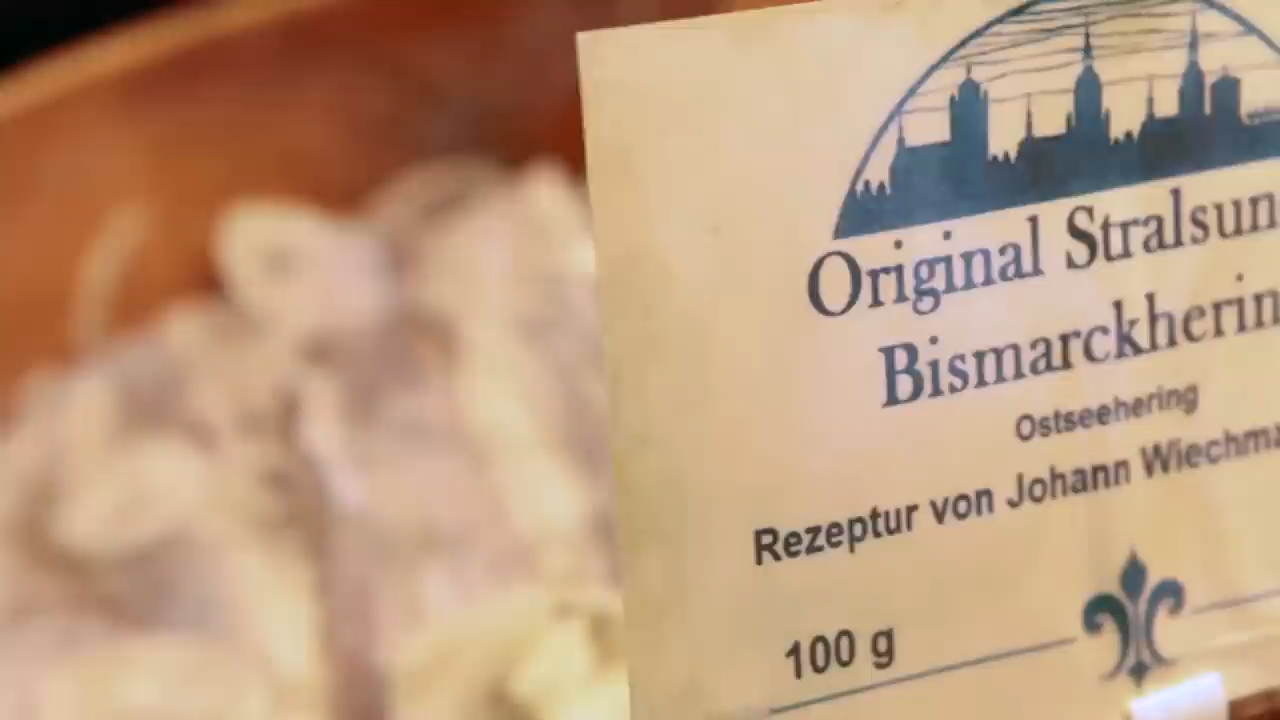 Original Stralsun
Bismarckherin
Ostseehering
Rezeptur von Johann Wiechma
100 g